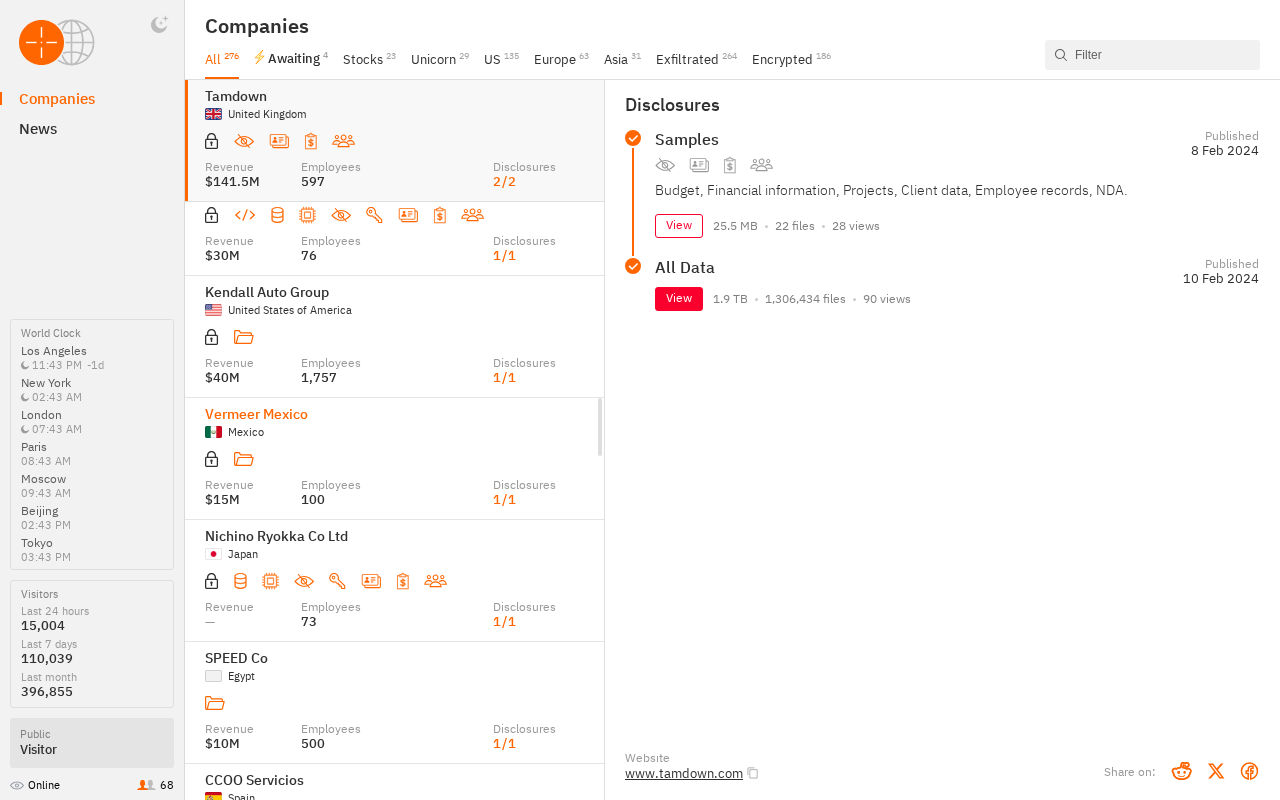 Companies
News
World Clock
Los Angeles
11:43 PM -1d
New York
02:43 AM
London
07:43 AM
Paris
08:43 AM
Moscow
09:43 AM
Beijing
02:43 PM
Tokyo
03:43 PM
Visitors
Last 24 hours
15,004
Last 7 days
110,039
Last month
396,855
Public
Visitor
Online 68
Companies
All 276 Awaiting 4 Stocks 23 Unicorn 29 US 135 Europe 63 Asia 31 Exfiltrated 264 Encrypted 186
Filter
Tamdown
United Kingdom
Revenue Employees Disclosures
$141.5M 597 2/2
Revenue Employees Disclosures
$30M 76 1/1
Kendall Auto Group
United States of America
Revenue Employees Disclosures
$40M 1,757 1/1
Vermeer Mexico
Mexico
Revenue Employees Disclosures
$15M 100 1/1
Nichino Ryokka Co Ltd
Japan
Revenue Employees Disclosures
— 73 1/1
SPEED Co
Egypt
Revenue Employees Disclosures
$10M 500 1/1
CCOO Servicios
Spain
Disclosures
Samples Published
8 Feb 2024
Budget, Financial information, Projects, Client data, Employee records, NDA.
View 25.5 MB • 22 files • 28 views
All Data Published
10 Feb 2024
View 1.9 TB • 1,306,434 files • 90 views
Website
www.tamdown.com
Share on: